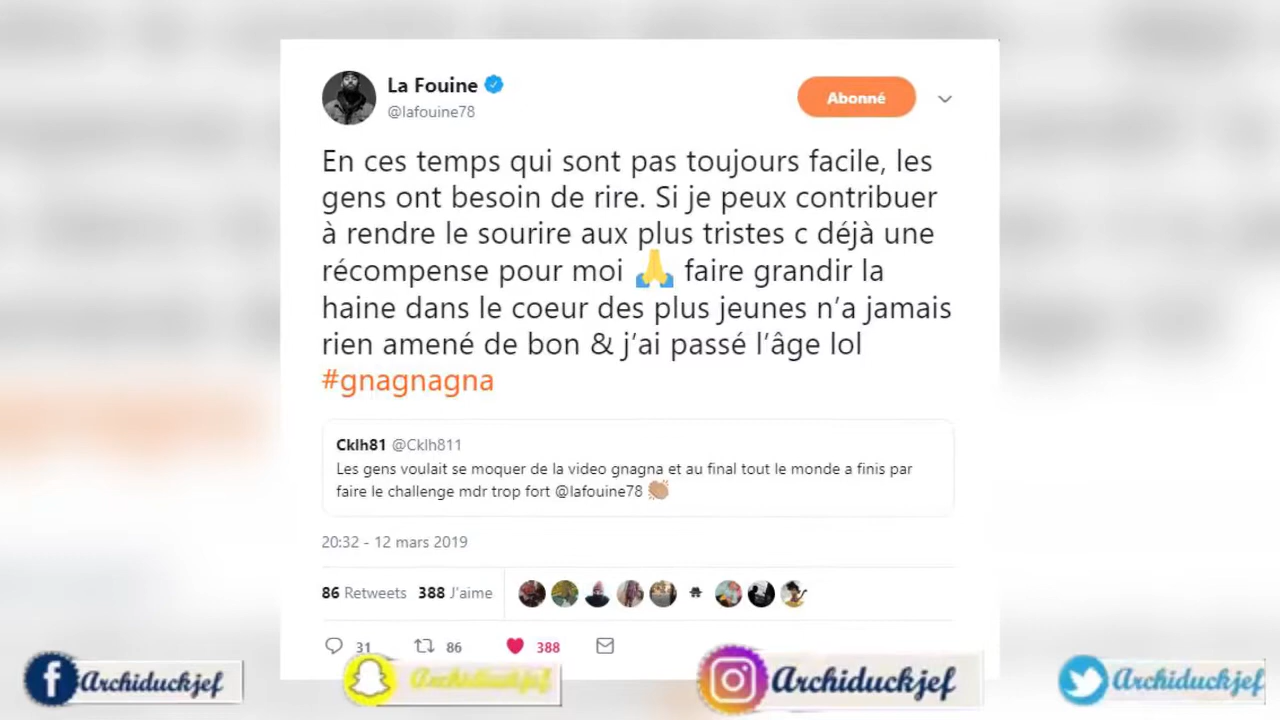 La Fouine
@lafouine78
Abonné
En ces temps qui sont pas toujours facile, les
gens ont besoin de rire. Si je peux contribuer
à rendre le sourire aux plus tristes c déjà une
récompense pour moi 🙏 faire grandir la
haine dans le coeur des plus jeunes n’a jamais
rien amené de bon & j’ai passé l’âge lol
#gnagnagna
Cklh81 @Cklh811
Les gens voulait se moquer de la video gnagna et au final tout le monde a finis par
faire le challenge mdr trop fort @lafouine78 👏🏽
20:32 - 12 mars 2019
86 Retweets 388 J’aime
31 86 388
Archiduckjef Archiduckjef Archiduckjef Archiduckjef